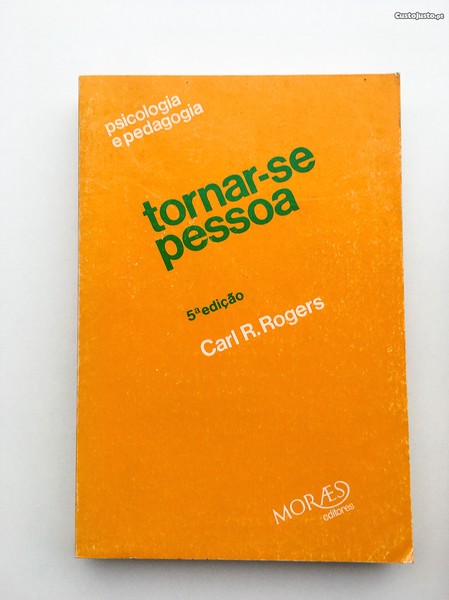 CustoJusto.pt
psicologia
e pedagogia
tornar-se
pessoa
5ª edição
Carl R. Rogers
MORÆS
editores